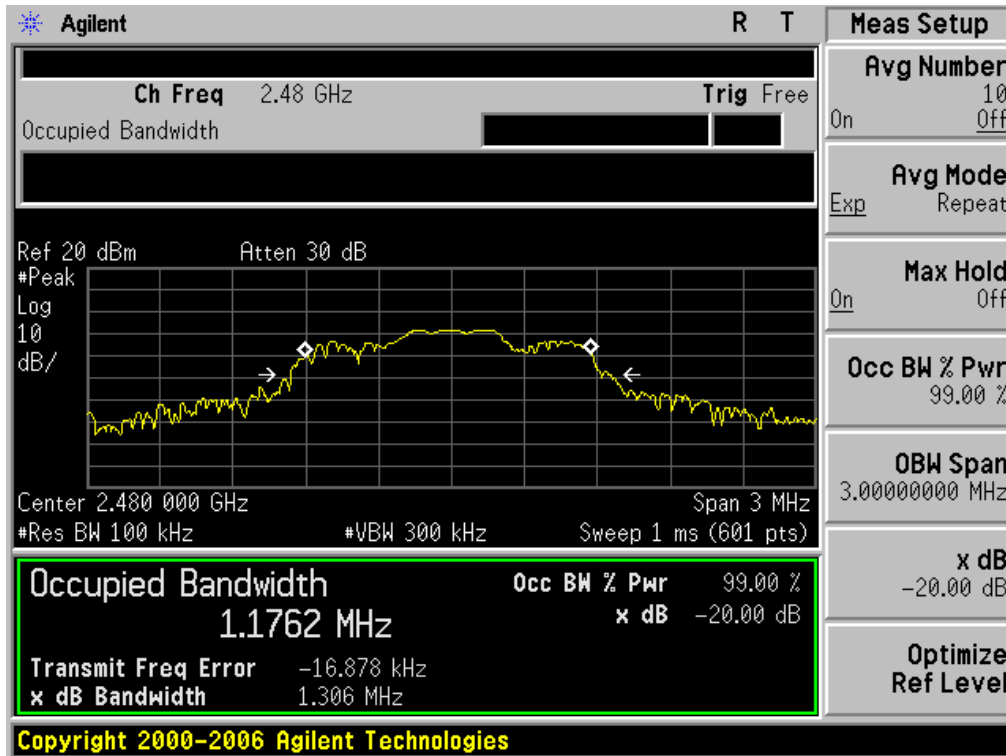 Agilent R T
Ch Freq 2.48 GHz Trig Free
Occupied Bandwidth
Ref 20 dBm Atten 30 dB
#Peak
Log
10
dB/
Center 2.480 000 GHz Span 3 MHz
#Res BW 100 kHz #VBW 300 kHz Sweep 1 ms (601 pts)
Occupied Bandwidth
1.1762 MHz
Occ BW % Pwr 99.00 %
x dB -20.00 dB
Transmit Freq Error -16.878 kHz
x dB Bandwidth 1.306 MHz
Meas Setup
Avg Number
10
On Off
Avg Mode
Exp Repeat
Max Hold
On Off
Occ BW % Pwr
99.00 %
OBW Span
3.00000000 MHz
x dB
-20.00 dB
Optimize
Ref Level
Copyright 2000-2006 Agilent Technologies